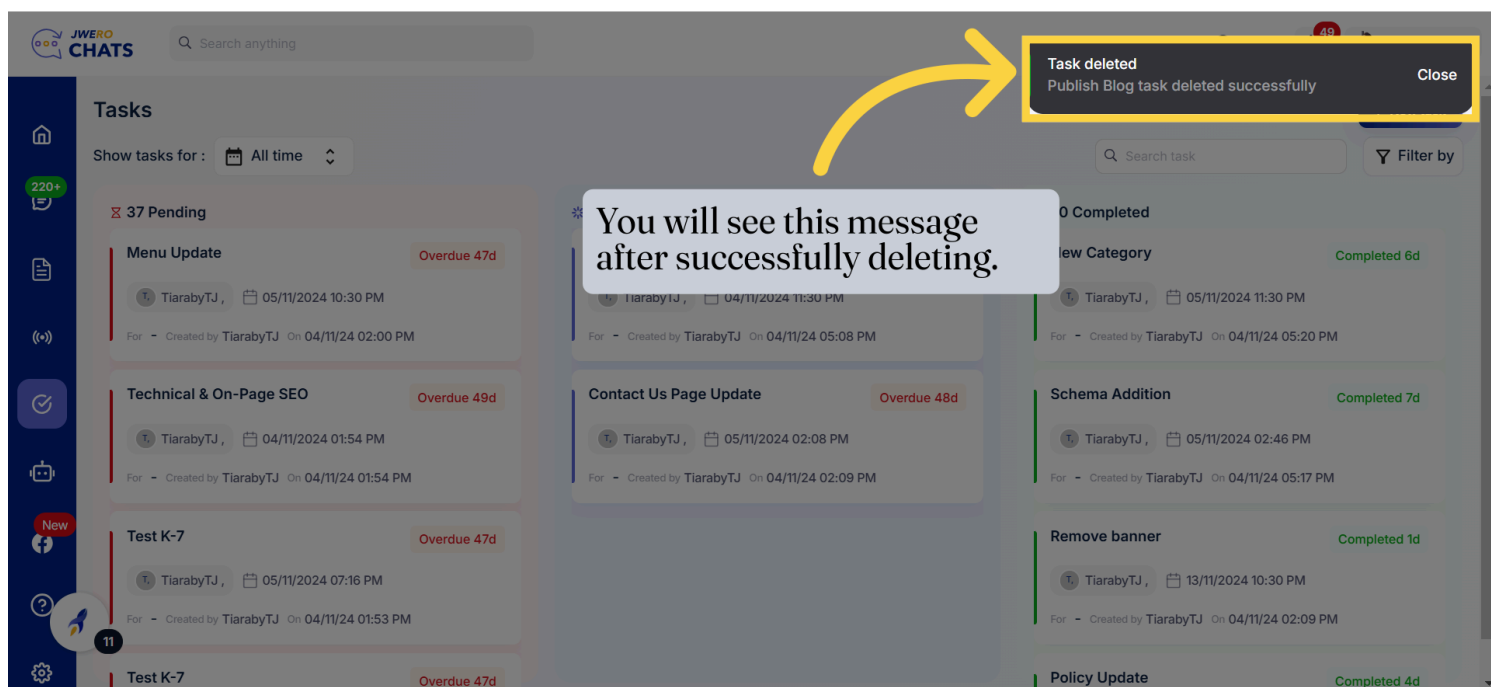 JWERO
CHATS
Search anything
49
Task deleted
Publish Blog task deleted successfully
Close
Tasks
Show tasks for :
All time
Search task
Filter by
220+
New
11
37 Pending
Menu Update
Overdue 47d
T, TiarabyTJ ,
05/11/2024 10:30 PM
For - Created by TiarabyTJ On 04/11/24 02:00 PM
Technical & On-Page SEO
Overdue 49d
T, TiarabyTJ ,
04/11/2024 01:54 PM
For - Created by TiarabyTJ On 04/11/24 01:54 PM
Test K-7
Overdue 47d
T, TiarabyTJ ,
05/11/2024 07:16 PM
For - Created by TiarabyTJ On 04/11/24 01:53 PM
Test K-7
Overdue 47d
You will see this message
after successfully deleting.
TiarabyTJ ,
04/11/2024 11:30 PM
For - Created by TiarabyTJ On 04/11/24 05:08 PM
Contact Us Page Update
Overdue 48d
T, TiarabyTJ ,
05/11/2024 02:08 PM
For - Created by TiarabyTJ On 04/11/24 02:09 PM
0 Completed
ew Category
Completed 6d
T, TiarabyTJ ,
05/11/2024 11:30 PM
For - Created by TiarabyTJ On 04/11/24 05:20 PM
Schema Addition
Completed 7d
T, TiarabyTJ ,
05/11/2024 02:46 PM
For - Created by TiarabyTJ On 04/11/24 05:17 PM
Remove banner
Completed 1d
T, TiarabyTJ ,
13/11/2024 10:30 PM
For - Created by TiarabyTJ On 04/11/24 02:09 PM
Policy Update
Completed 4d